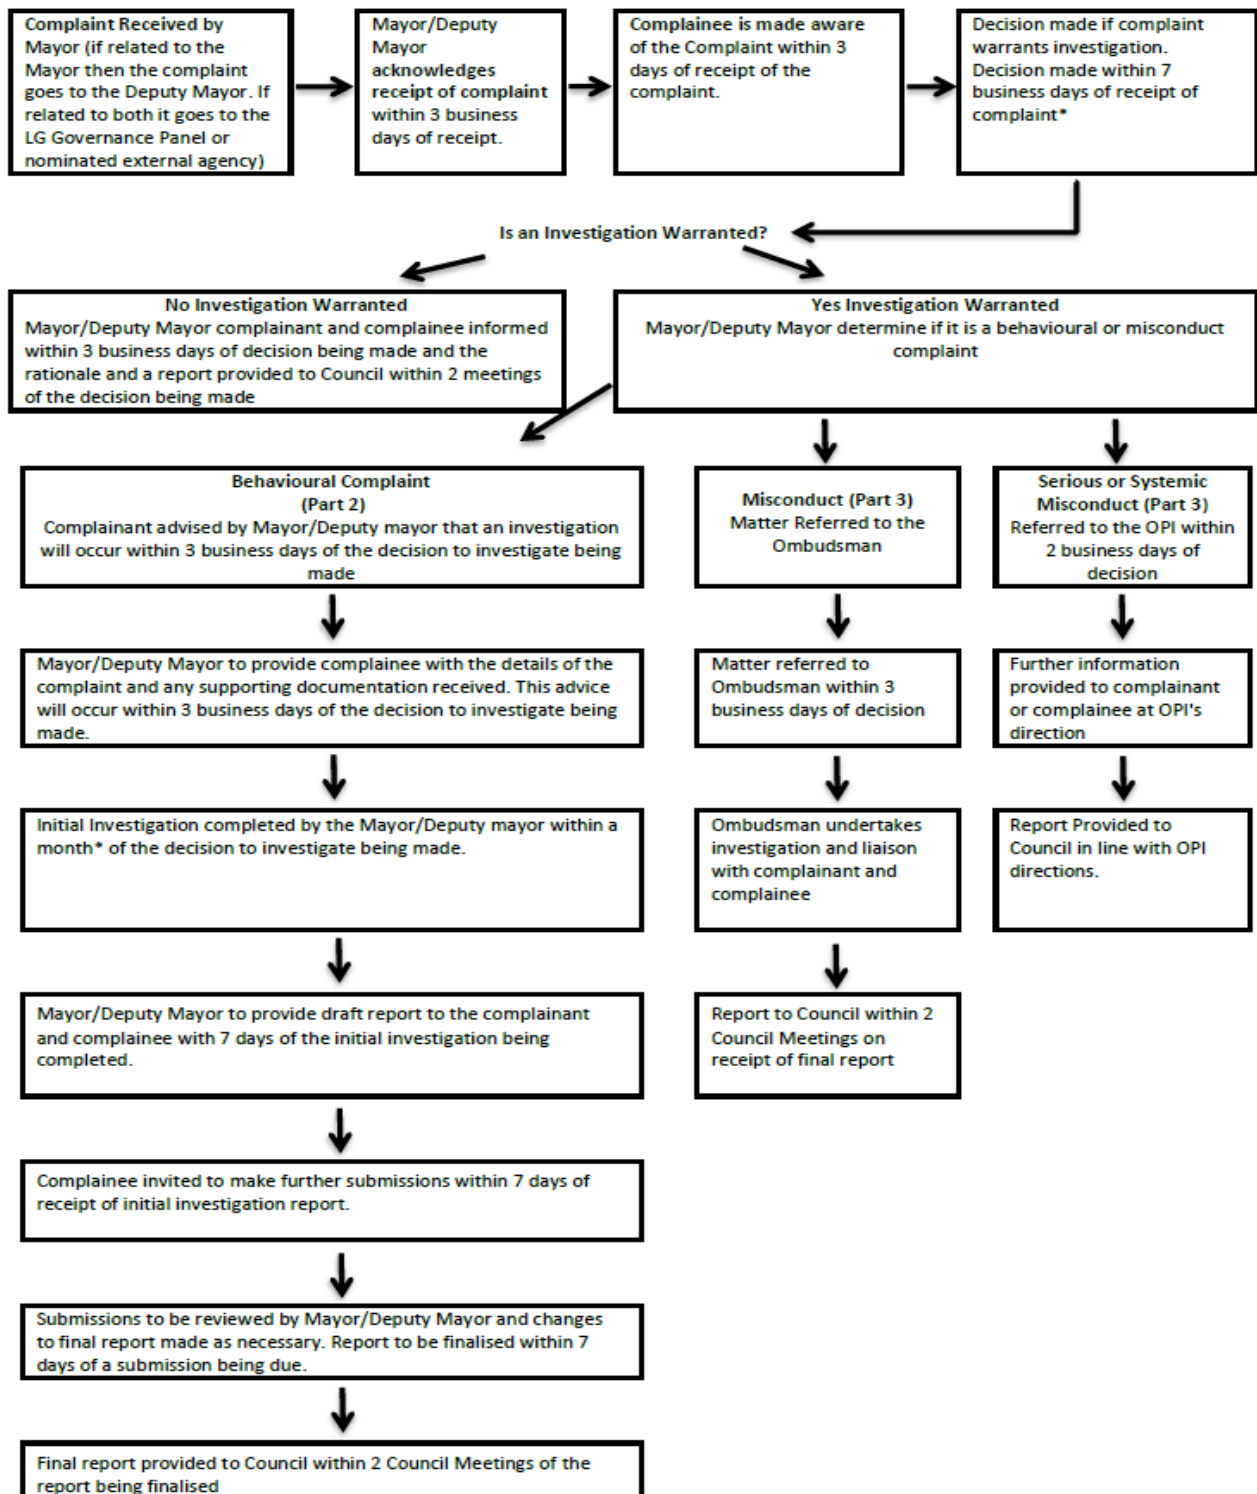 Complaint Received by
Mayor (if related to the
Mayor then the complaint
goes to the Deputy Mayor. If
related to both it goes to the
LG Governance Panel or
nominated external agency)
Mayor/Deputy
Mayor
acknowledges
receipt of complaint
within 3 business
days of receipt.
Complainee is made aware
of the Complaint within 3
days of receipt of the
complaint.
Decision made if complaint
warrants investigation.
Decision made within 7
business days of receipt of
complaint*
Is an Investigation Warranted?
No Investigation Warranted
Mayor/Deputy Mayor complainant and complainee informed
within 3 business days of decision being made and the
rationale and a report provided to Council within 2 meetings
of the decision being made
Yes Investigation Warranted
Mayor/Deputy Mayor determine if it is a behavioural or misconduct
complaint
Behavioural Complaint
(Part 2)
Complainant advised by Mayor/Deputy mayor that an investigation
will occur within 3 business days of the decision to investigate being
made
Misconduct (Part 3)
Matter Referred to the
Ombudsman
Serious or Systemic
Misconduct (Part 3)
Referred to the OPI within
2 business days of
decision
Mayor/Deputy Mayor to provide complainee with the details of the
complaint and any supporting documentation received. This advice
will occur within 3 business days of the decision to investigate being
made.
Matter referred to
Ombudsman within 3
business days of decision
Further information
provided to complainant
or complainee at OPI's
direction
Initial Investigation completed by the Mayor/Deputy mayor within a
month* of the decision to investigate being made.
Ombudsman undertakes
investigation and liaison
with complainant and
complainee
Report Provided to
Council in line with OPI
directions.
Mayor/Deputy Mayor to provide draft report to the complainant
and complainee with 7 days of the initial investigation being
completed.
Report to Council within 2
Council Meetings on
receipt of final report
Complainee invited to make further submissions within 7 days of
receipt of initial investigation report.
Submissions to be reviewed by Mayor/Deputy Mayor and changes
to final report made as necessary. Report to be finalised within 7
days of a submission being due.
Final report provided to Council within 2 Council Meetings of the
report being finalised